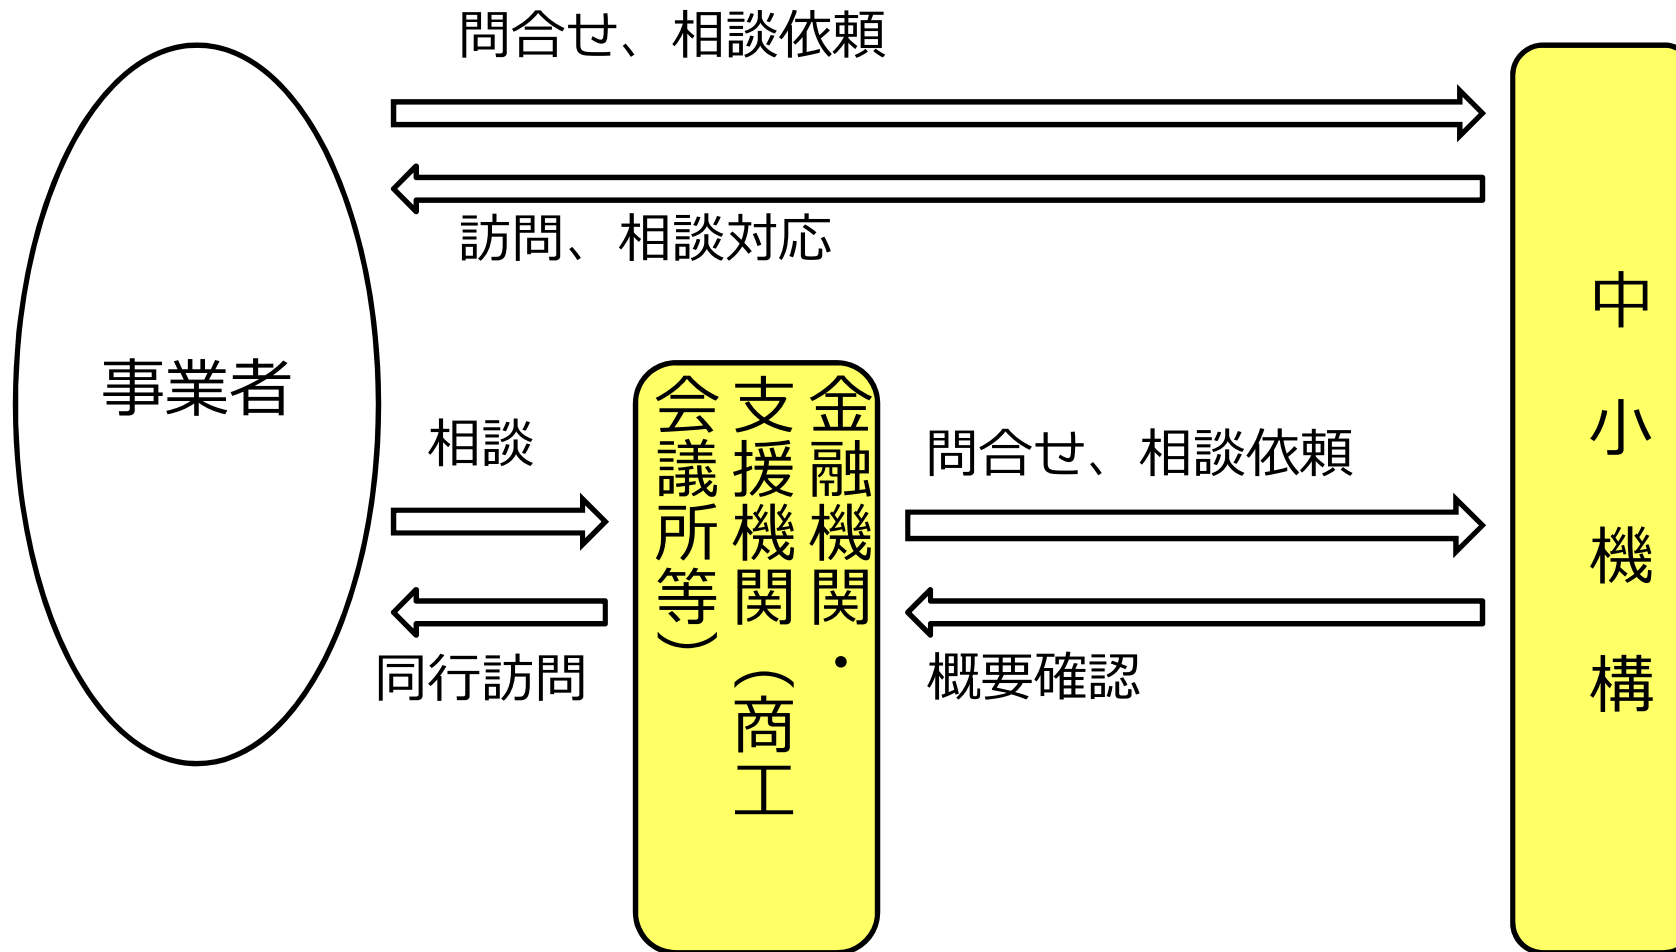 問合せ、相談依頼
訪問、相談対応
事業者
相談
同行訪問
金融機関・
支援機関（商工
会議所等）
問合せ、相談依頼
概要確認
中小機構